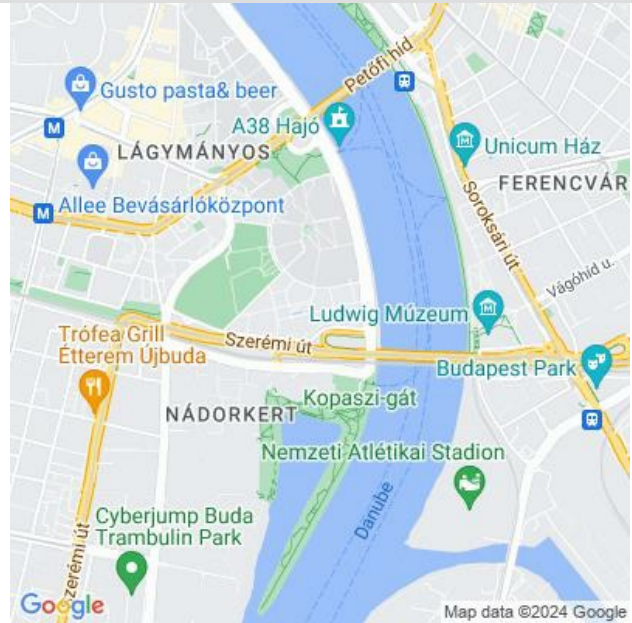 Petőfi híd
Gusto pasta& beer
A38 Hajó
M
LÁGYMÁNYOS
Unicum Ház
FERENCVÁR
Allee Bevásárlóközpont
M
Soroksári út
Vágóhíd u.
Ludwig Múzeum
Trófea Grill
Étterem Újbuda
Szerémi út
Budapest Park
NÁDORKERT
Kopaszi-gát
Nemzeti Atlétikai Stadion
Danube
Cyberjump Buda
Trambulin Park
Szerémi út
Google
Map data ©2024 Google